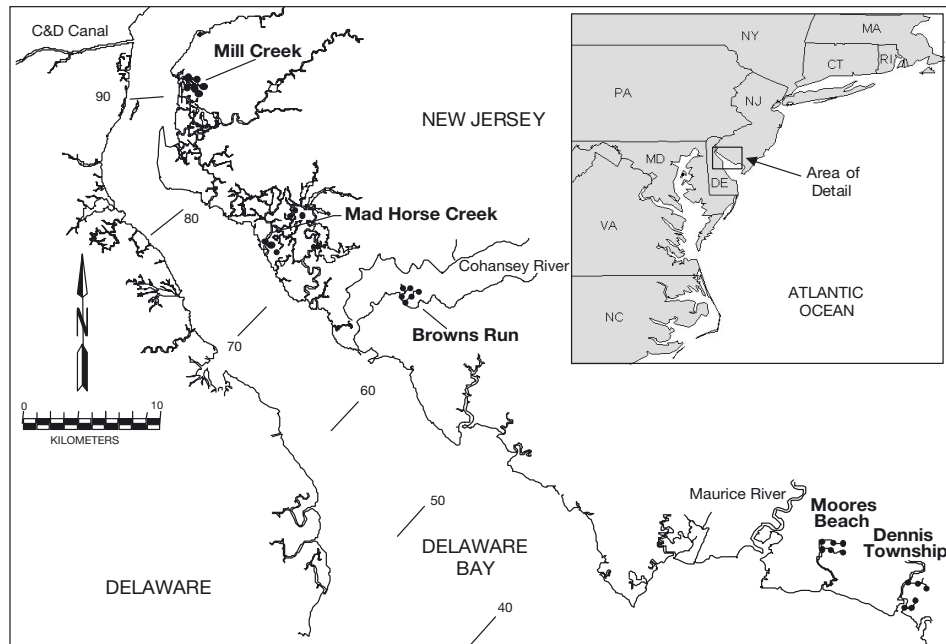 C&D Canal
Mill Creek
90
NEW JERSEY
80
Mad Horse Creek
Cohansey River
N
Browns Run
70
60
0
10
KILOMETERS
50
Maurice River
Moores
Beach
Dennis
Township
DELAWARE
BAY
DELAWARE
40
NY
MA
CT
RI
PA
NJ
MD
DE
Area of
Detail
VA
NC
ATLANTIC
OCEAN